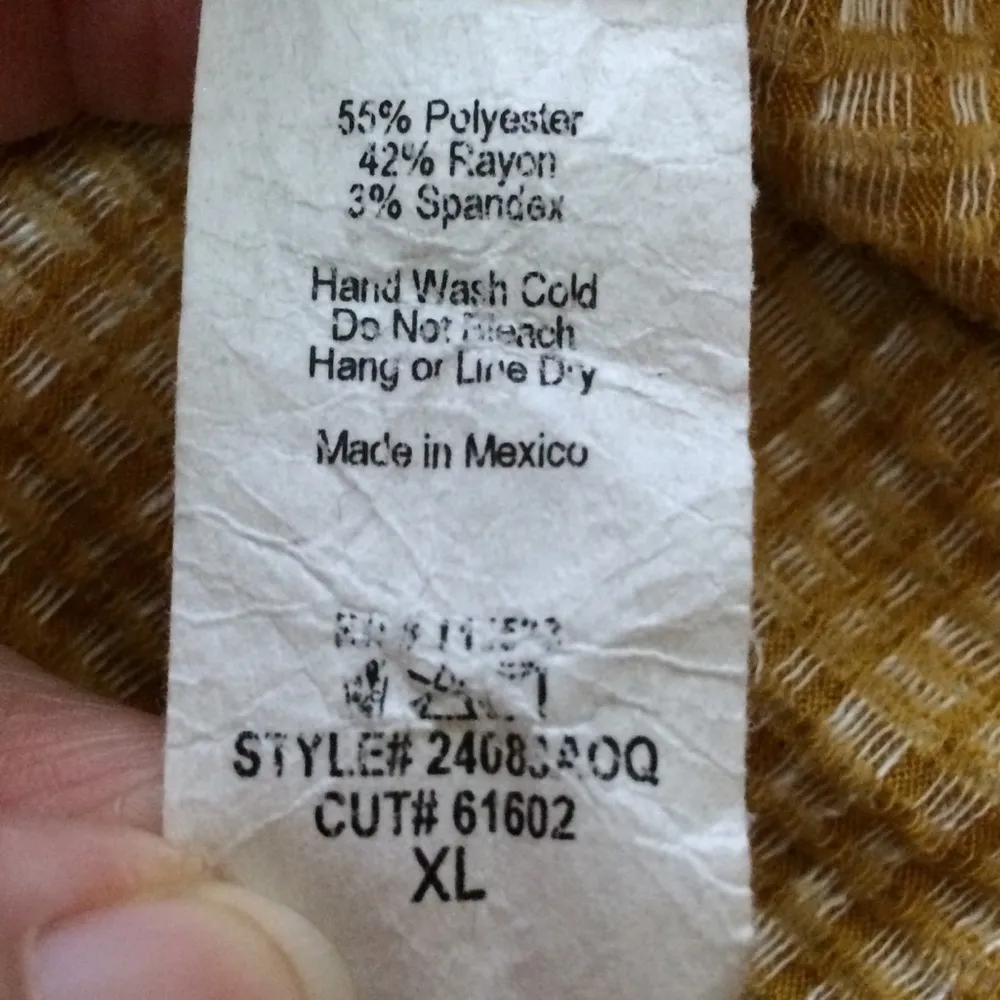 55% Polyester
42% Rayon
3% Spandex
Hand Wash Cold
Do Not Bleach
Hang or Line Dry
Made in Mexico
STYLE#
CUT# 61602
XL